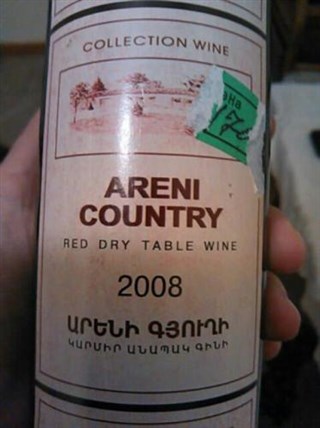 COLLECTION WINE
ARENI
COUNTRY
RED DRY TABLE WINE
2008
ԱՐԵՆԻ ԳՅՈՒՂԻ
ԿԱՐՄԻՐ ԱՆԱՊԱԿ ԳԻՆԻ